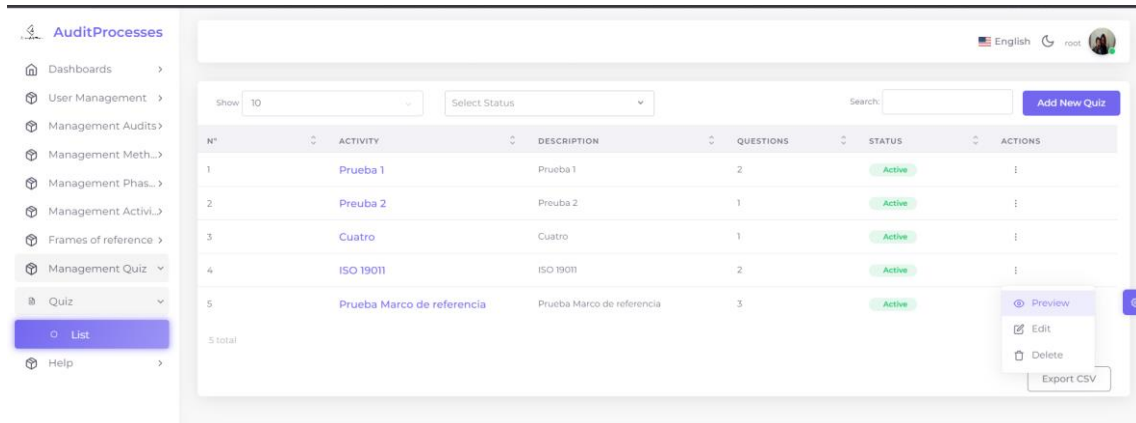 AuditProcesses
English root
Dashboards
User Management
Management Audits
Management Meth...
Management Phas...
Management Activi...
Frames of reference
Management Quiz
Quiz
List
Help
Show 10 Select Status Search: Add New Quiz
N° ACTIVITY DESCRIPTION QUESTIONS STATUS ACTIONS
1 Prueba 1 Prueba 1 2 Active
2 Preuba 2 Preuba 2 1 Active
3 Cuatro Cuatro 1 Active
4 ISO 19011 ISO 19011 2 Active
5 Prueba Marco de referencia Prueba Marco de referencia 3 Active
Preview
Edit
Delete
5 total
Export CSV